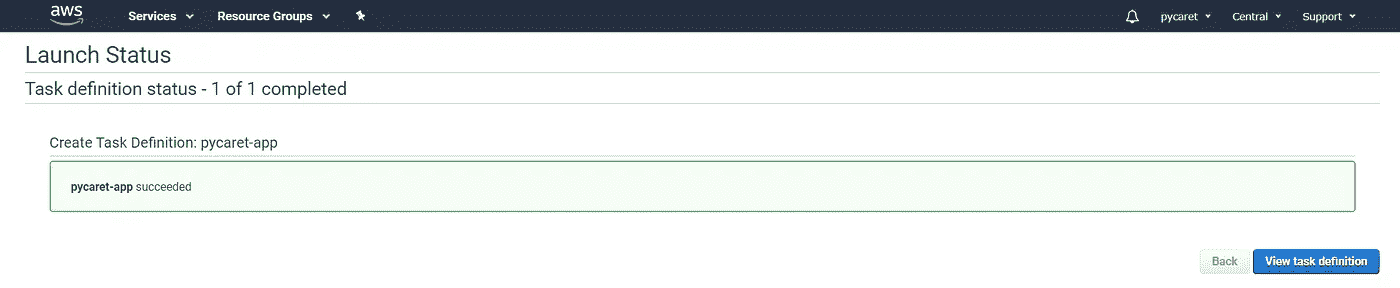 aws Services Resource Groups pycaret Central Support
Launch Status
Task definition status - 1 of 1 completed
Create Task Definition: pycaret-app
pycaret-app succeeded
Back View task definition